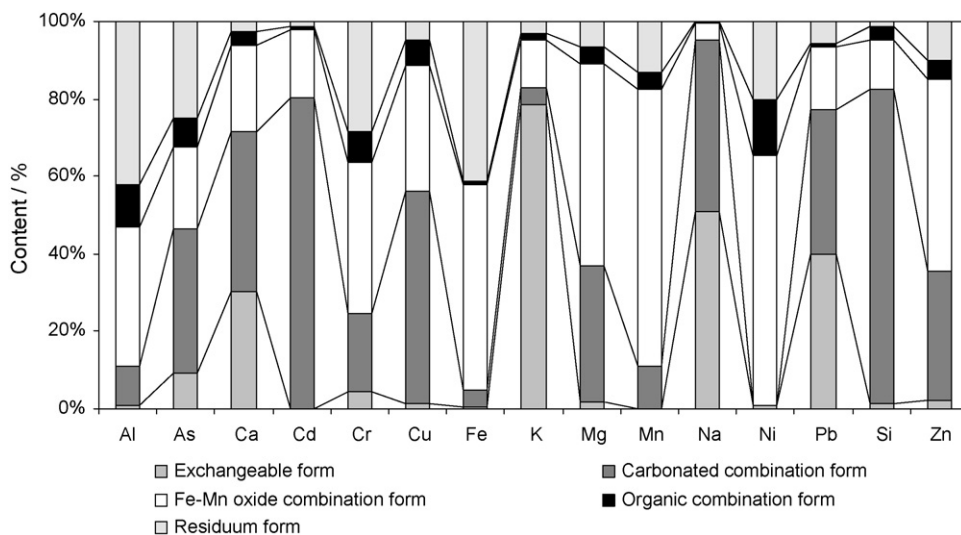 Content / %
100%
80%
60%
40%
20%
0%
Al As Ca Cd Cr Cu Fe K Mg Mn Na Ni Pb Si Zn
Exchangeable form
Carbonated combination form
Fe-Mn oxide combination form
Organic combination form
Residuum form